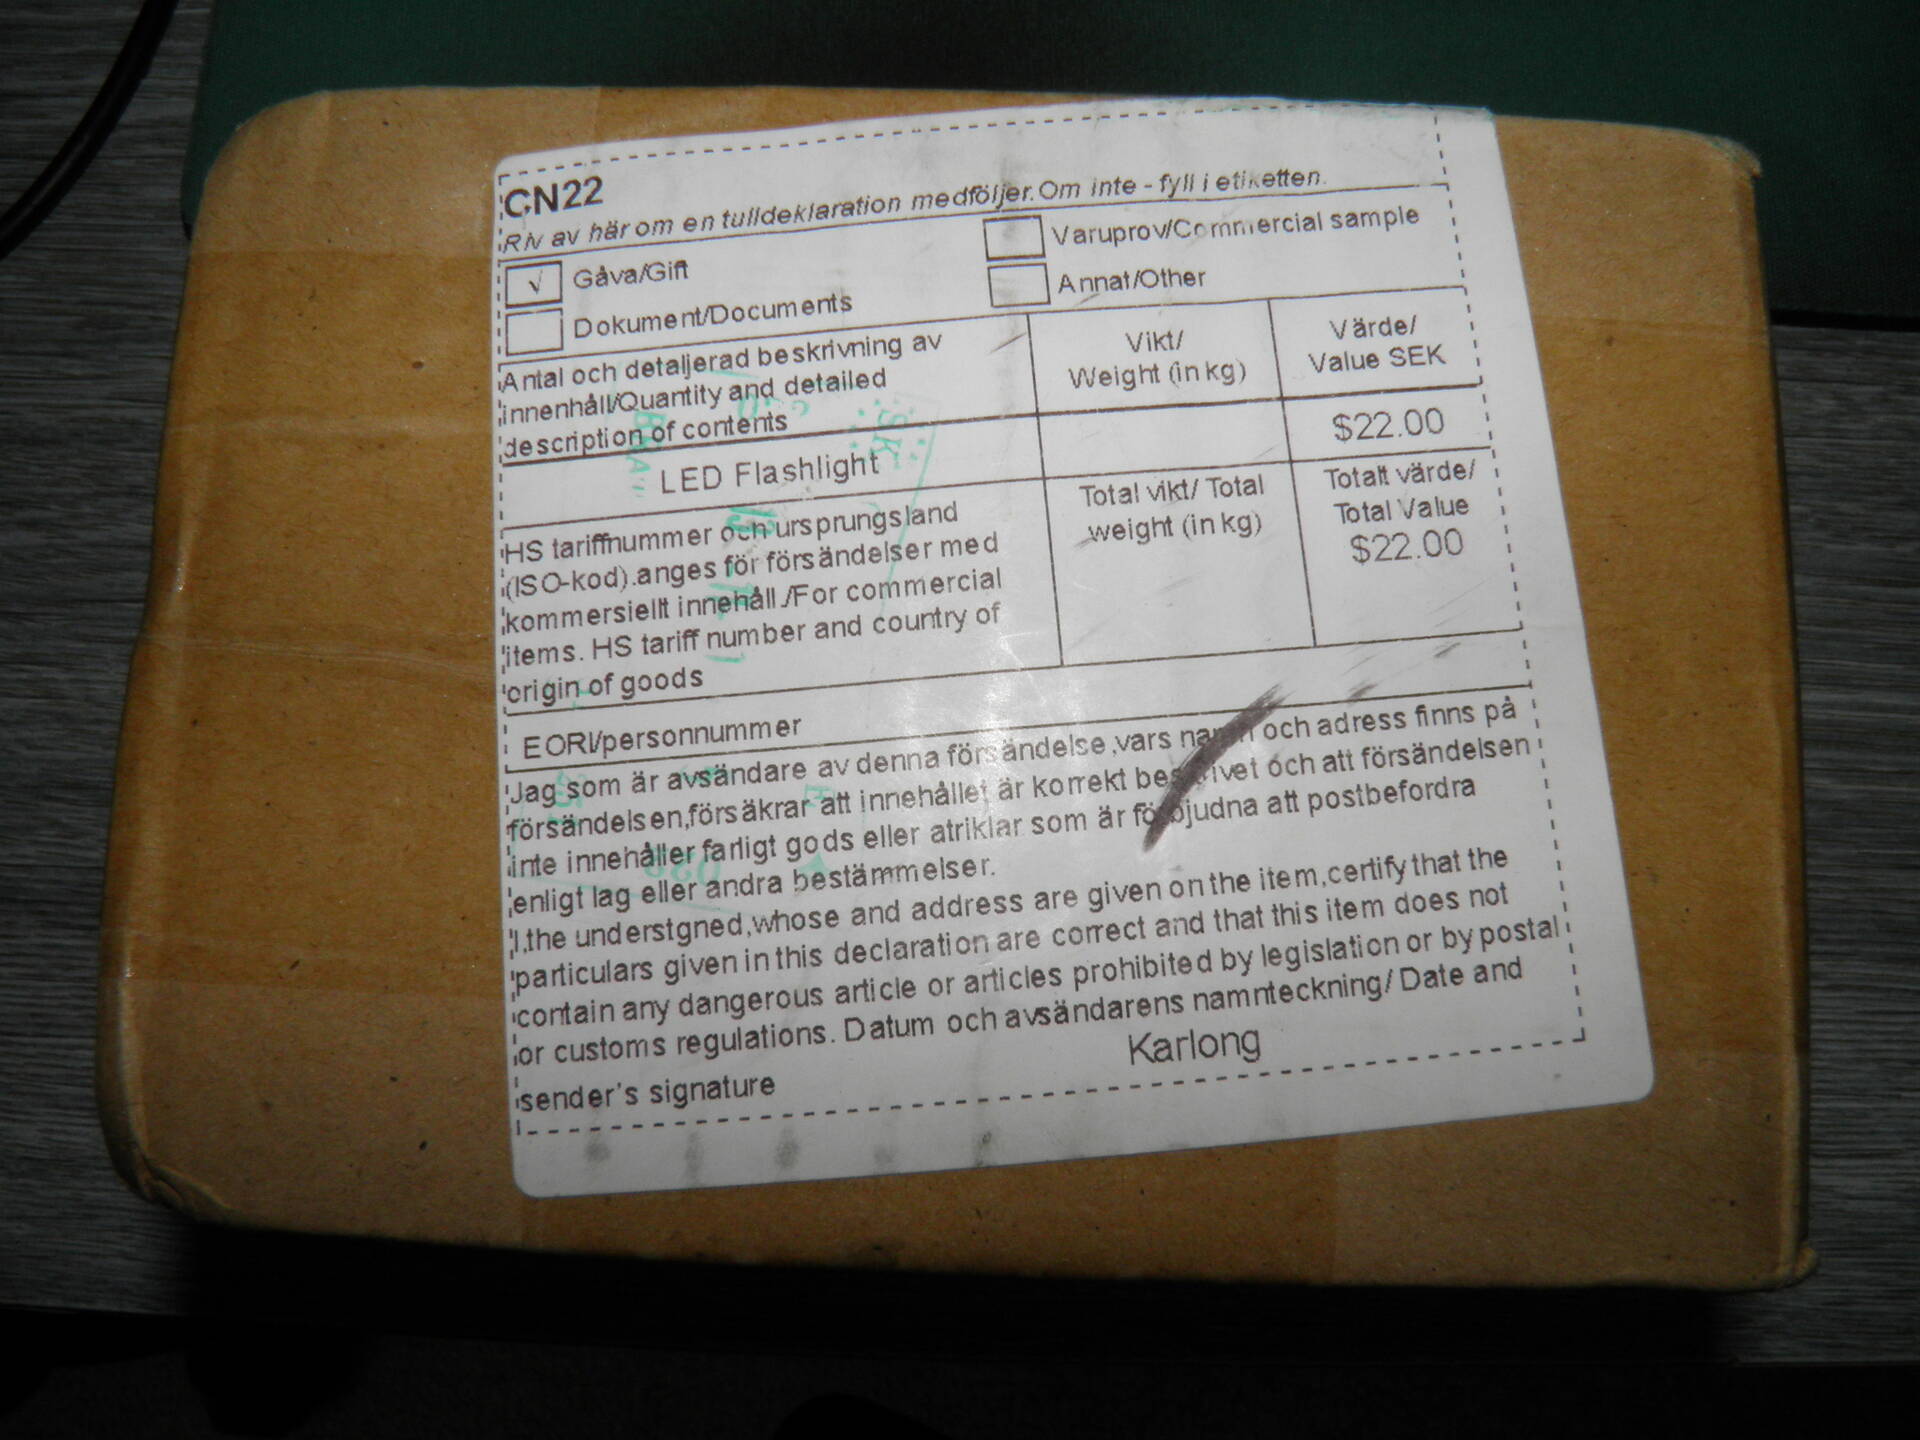 CN22
Riv av här om en tulldeklaration medföljer. Om inte - fyll i etiketten.
√ Gåva/Gift
Varuprov/Commercial sample
Dokument/Documents
Annat/Other
Antal och detaljerad beskrivning av
innenhåll/Quantity and detailed
description of contents
Vikt/
Weight (in kg)
Värde/
Value SEK
LED Flashlight
$22.00
HS tariffnummer och ursprungsland
(ISO-kod).anges för försändelser med
kommersiellt innehåll./For commercial
items. HS tariff number and country of
origin of goods
Total vikt/ Total
weight (in kg)
Totalt värde/
Total Value
$22.00
EORI/personnummer
Jag som är avsändare av denna försändelse,vars namn och adress finns på
försändelsen,försäkrar att innehållet är korrekt beskrivet och att försändelsen
inte innehåller farligt gods eller atriklar som är förbjudna att postbefordra
enligt lag eller andra bestämmelser.
I,the understgned,whose and address are given on the item,certify that the
particulars given in this declaration are correct and that this item does not
contain any dangerous article or articles prohibited by legislation or by postal
or customs regulations. Datum och avsändarens namnteckning/ Date and
sender's signature
Karlong